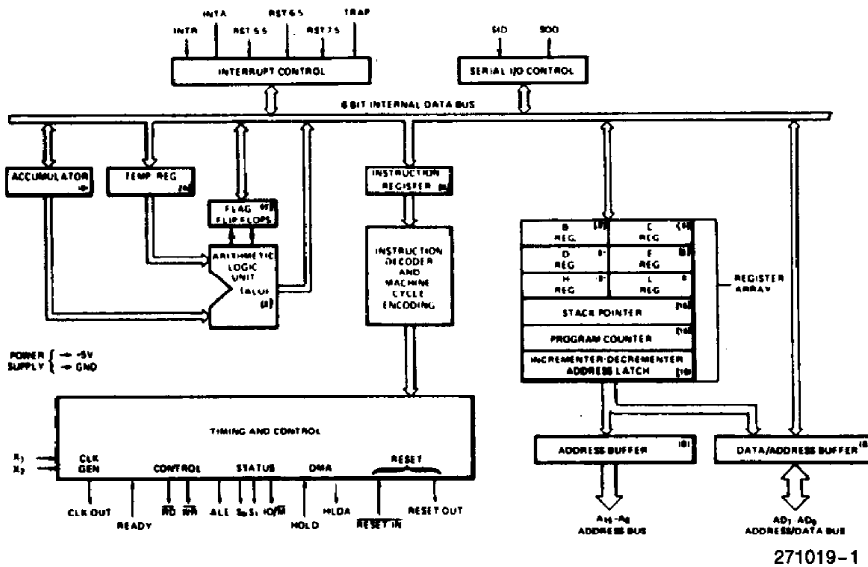 INTR INTA RST 5.5 RST 6.5 RST 7.5 TRAP
SID SOD
INTERRUPT CONTROL
SERIAL I/O CONTROL
8 BIT INTERNAL DATA BUS
ACCUMULATOR
TEMP REG
INSTRUCTION
REGISTER
FLAG
FLIP FLOPS
ARITHMETIC
LOGIC
UNIT
INSTRUCTION
DECODER
AND
MACHINE
CYCLE
ENCODING
B
REG.
C
REG.
D
REG.
E
REG.
H
REG.
L
REG.
STACK POINTER
PROGRAM COUNTER
INCREMENTER-DECREMENTER
ADDRESS LATCH
REGISTER
ARRAY
POWER
SUPPLY
GND
TIMING AND CONTROL
X1
X2
CLK
GEN
CONTROL
STATUS
DMA
RESET
CLK OUT
READY
RD WR
ALE
S0 S1
IO/M
HOLD
HLDA
RESET IN
RESET OUT
ADDRESS BUFFER
DATA/ADDRESS BUFFER
A15-A8
ADDRESS BUS
AD7-AD0
ADDRESS/DATA BUS
271019-1